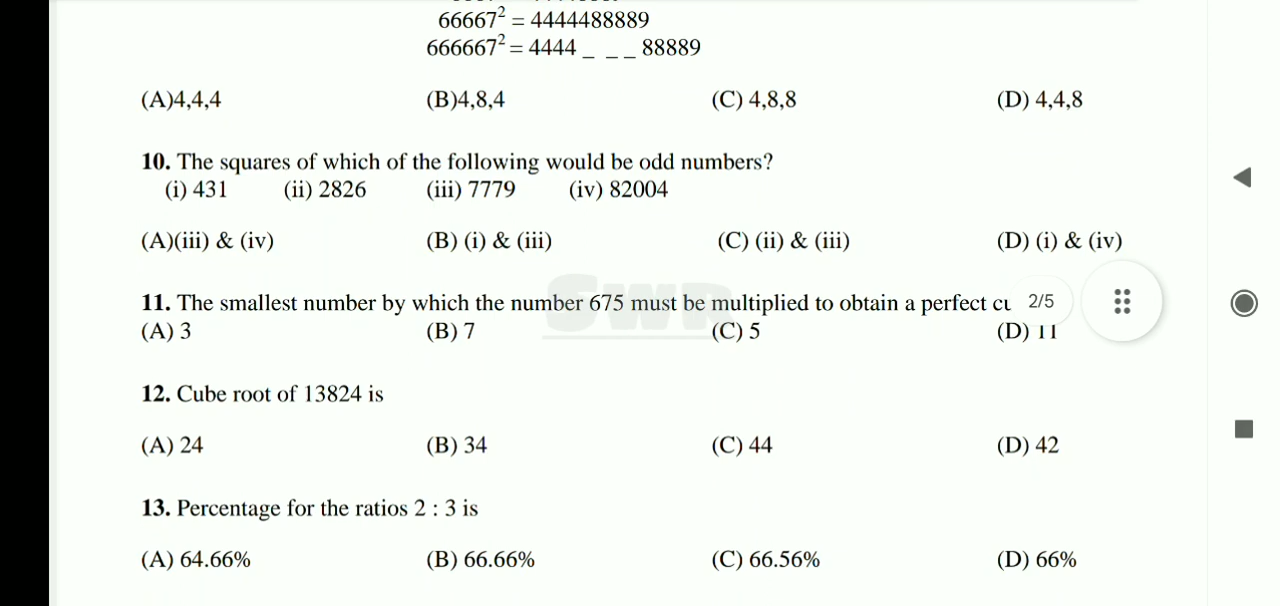 66667² = 4444488889
666667² = 4444 _ _ _ 88889
(A)4,4,4 (B)4,8,4 (C) 4,8,8 (D) 4,4,8
10. The squares of which of the following would be odd numbers?
(i) 431 (ii) 2826 (iii) 7779 (iv) 82004
(A)(iii) & (iv) (B) (i) & (iii) (C) (ii) & (iii) (D) (i) & (iv)
11. The smallest number by which the number 675 must be multiplied to obtain a perfect
2/5
(A) 3 (B) 7 (C) 5 (D) 11
SWR
12. Cube root of 13824 is
(A) 24 (B) 34 (C) 44 (D) 42
13. Percentage for the ratios 2 : 3 is
(A) 64.66% (B) 66.66% (C) 66.56% (D) 66%